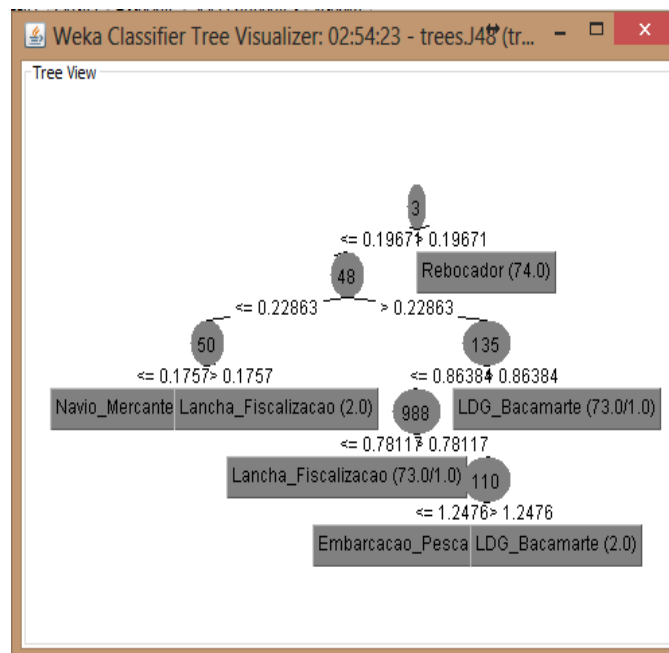 Weka Classifier Tree Visualizer: 02:54:23 - trees.J48 (tr...
Tree View
3
<= 0.19671 > 0.19671
48
Rebocador (74.0)
<= 0.22863 > 0.22863
50
135
<= 0.1757 > 0.1757
<= 0.86384 > 0.86384
Navio_Mercante
Lancha_Fiscalizacao (2.0)
988
LDG_Bacamarte (73.0/1.0)
<= 0.78117 > 0.78117
Lancha_Fiscalizacao (73.0/1.0)
110
<= 1.2476 > 1.2476
Embarcacao_Pesca
LDG_Bacamarte (2.0)